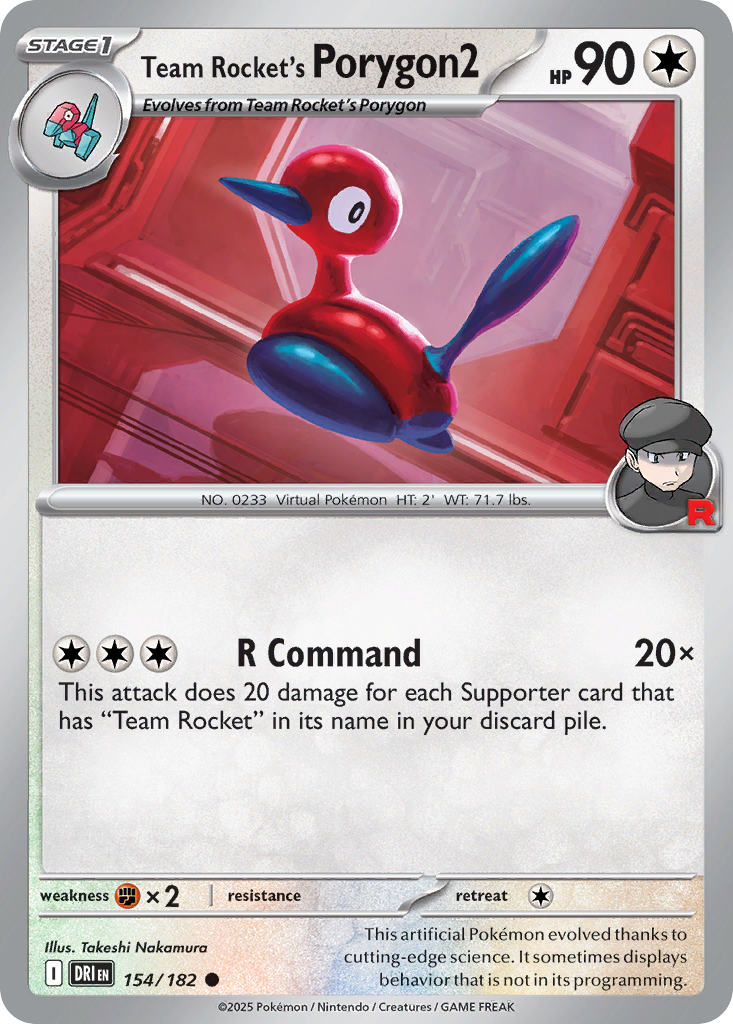 STAGE 1
Team Rocket's Porygon2
HP 90
Evolves from Team Rocket's Porygon
R
NO. 0233 Virtual Pokémon HT: 2' WT: 71.7 lbs.
R Command 20×
This attack does 20 damage for each Supporter card that
has “Team Rocket” in its name in your discard pile.
weakness ×2 resistance retreat
Illus. Takeshi Nakamura
I DRI EN 154/182
This artificial Pokémon evolved thanks to
cutting-edge science. It sometimes displays
behavior that is not in its programming.
©2025 Pokémon / Nintendo / Creatures / GAME FREAK